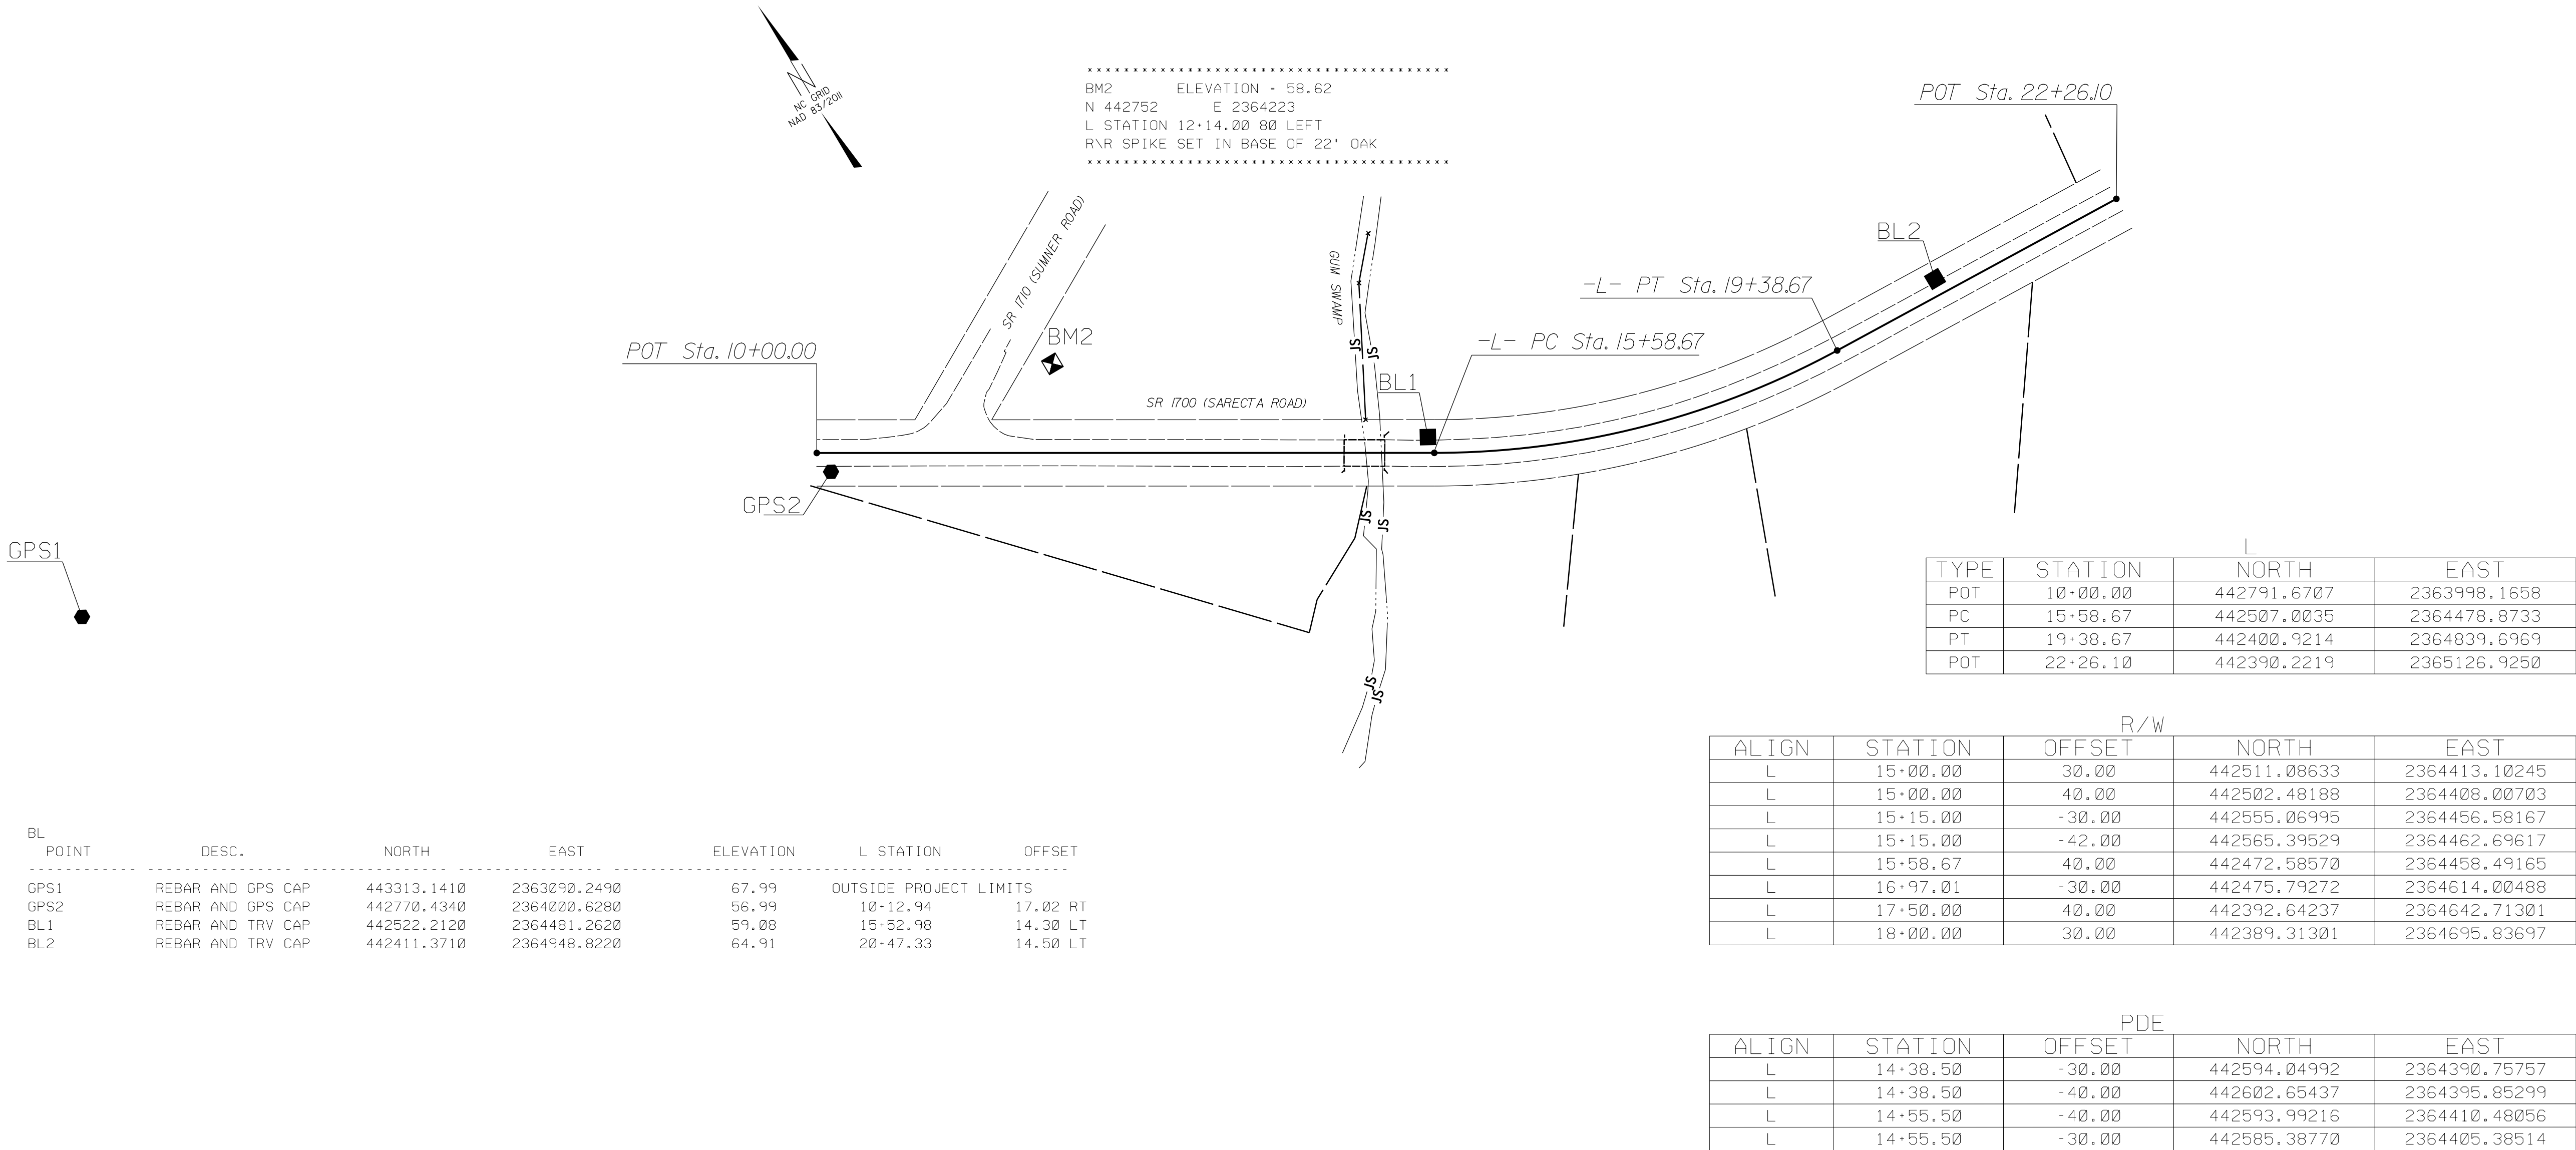 NC GRID
NAD 83/2011
BM2 ELEVATION = 58.62
N 442752 E 2364223
L STATION 12+14.00 80 LEFT
R\R SPIKE SET IN BASE OF 22" OAK
POT Sta. 22+26.10
BL2
SR 1710 (SUMNER ROAD)
GUM SWAMP
-L- PT Sta. 19+38.67
BM2
POT Sta. 10+00.00
-L- PC Sta. 15+58.67
JS
JS
BL1
SR 1700 (SARECTA ROAD)
GPS2
JS
JS
GPS1
JS
JS
L
TYPE STATION NORTH EAST
POT 10+00.00 442791.6707 2363998.1658
PC 15+58.67 442507.0035 2364478.8733
PT 19+38.67 442400.9214 2364839.6969
POT 22+26.10 442390.2219 2365126.9250
R/W
ALIGN STATION OFFSET NORTH EAST
L 15+00.00 30.00 442511.08633 2364413.10245
L 15+00.00 40.00 442502.48188 2364408.00703
L 15+15.00 -30.00 442555.06995 2364456.58167
L 15+15.00 -42.00 442565.39529 2364462.69617
L 15+58.67 40.00 442472.58570 2364458.49165
L 16+97.01 -30.00 442475.79272 2364614.00488
L 17+50.00 40.00 442392.64237 2364642.71301
L 18+00.00 30.00 442389.31301 2364695.83697
BL
POINT DESC. NORTH EAST ELEVATION L STATION OFFSET
GPS1 REBAR AND GPS CAP 443313.1410 2363090.2490 67.99 OUTSIDE PROJECT LIMITS
GPS2 REBAR AND GPS CAP 442770.4340 2364000.6280 56.99 10+12.94 17.02 RT
BL1 REBAR AND TRV CAP 442522.2120 2364481.2620 59.08 15+52.98 14.30 LT
BL2 REBAR AND TRV CAP 442411.3710 2364948.8220 64.91 20+47.33 14.50 LT
PDE
ALIGN STATION OFFSET NORTH EAST
L 14+38.50 -30.00 442594.04992 2364390.75757
L 14+38.50 -40.00 442602.65437 2364395.85299
L 14+55.50 -40.00 442593.99216 2364410.48056
L 14+55.50 -30.00 442585.38770 2364405.38514